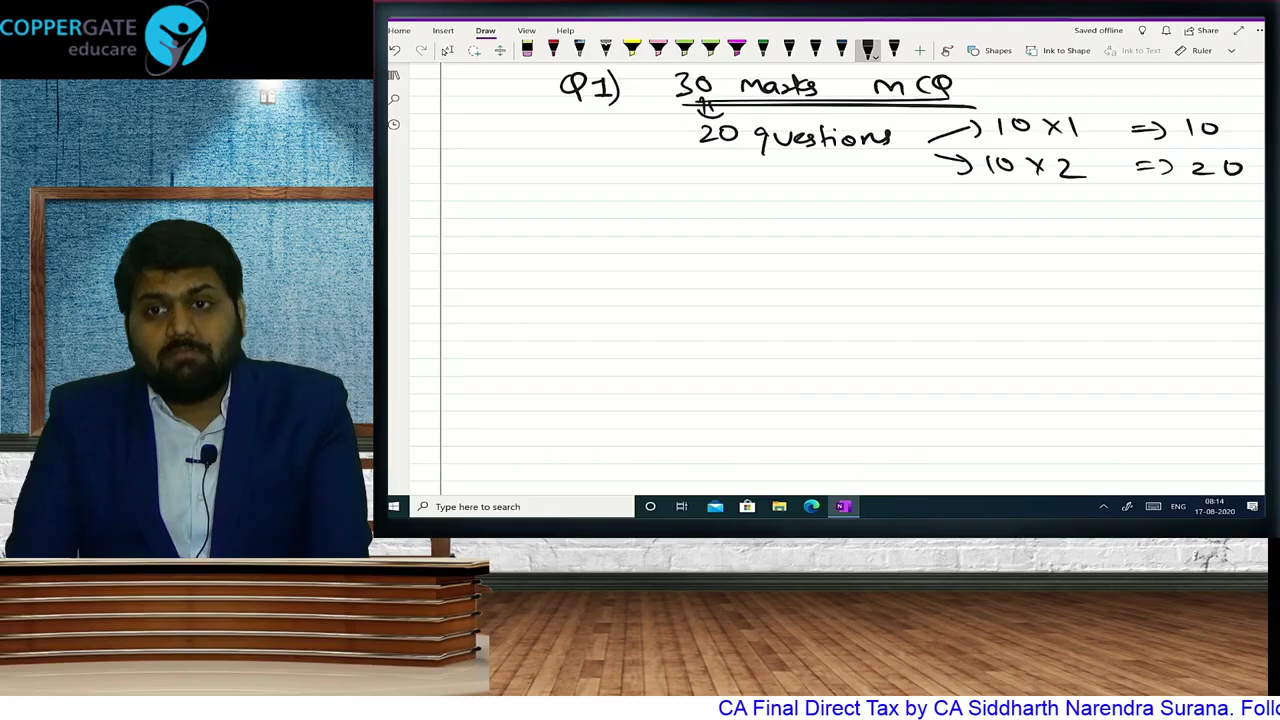 COPPERGATE
educare
Home Insert Draw View Help Saved offline Share
Shapes Ink to Shape Ink to Text Ruler
Q1) 30 marks MCQ
20 questions → 10 × 1 => 10
→ 10 × 2 => 20
Type here to search
ENG 08:14
17-08-2020
CA Final Direct Tax by CA Siddharth Narendra Surana. Follo